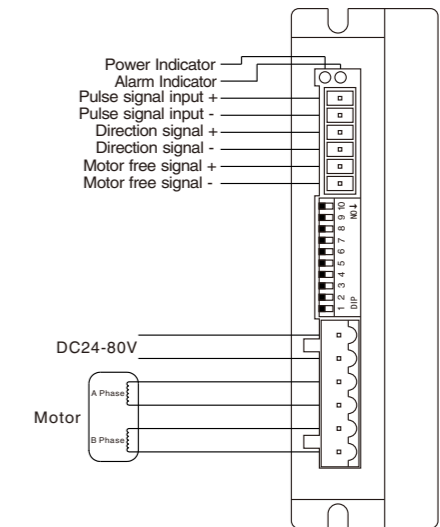 Power Indicator
Alarm Indicator
Pulse signal input +
Pulse signal input -
Direction signal +
Direction signal -
Motor free signal +
Motor free signal -
10 NO↓
9
8
7
6
5
4
3
2
1 DIP
DC24-80V
A Phase
Motor
B Phase